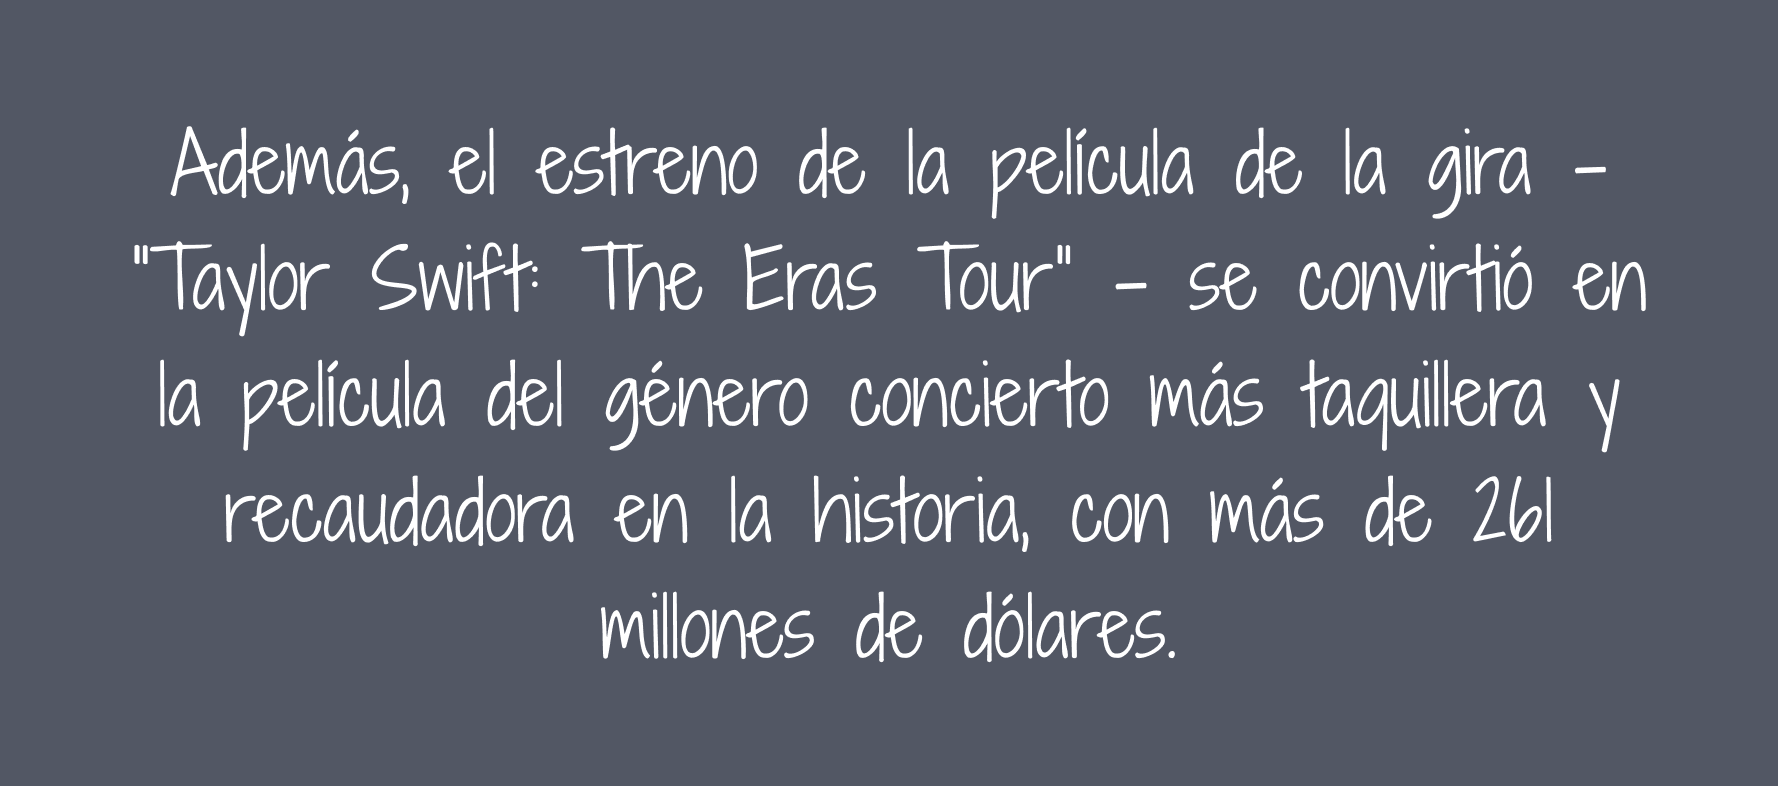 Además, el estreno de la película de la gira -
"Taylor Swift: The Eras Tour" - se convirtió en
la película del género concierto más taquillera y
recaudadora en la historia, con más de 261
millones de dólares.